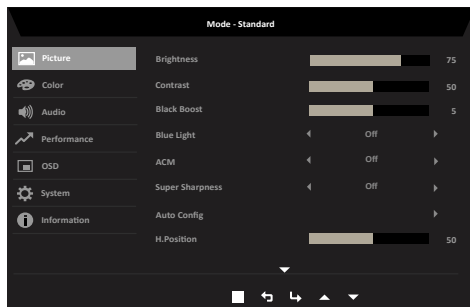 Mode - Standard
Picture
Brightness 75
Color
Contrast 50
Audio
Black Boost 5
Performance
Blue Light Off
OSD
ACM Off
System
Super Sharpness Off
Information
Auto Config
H.Position 50